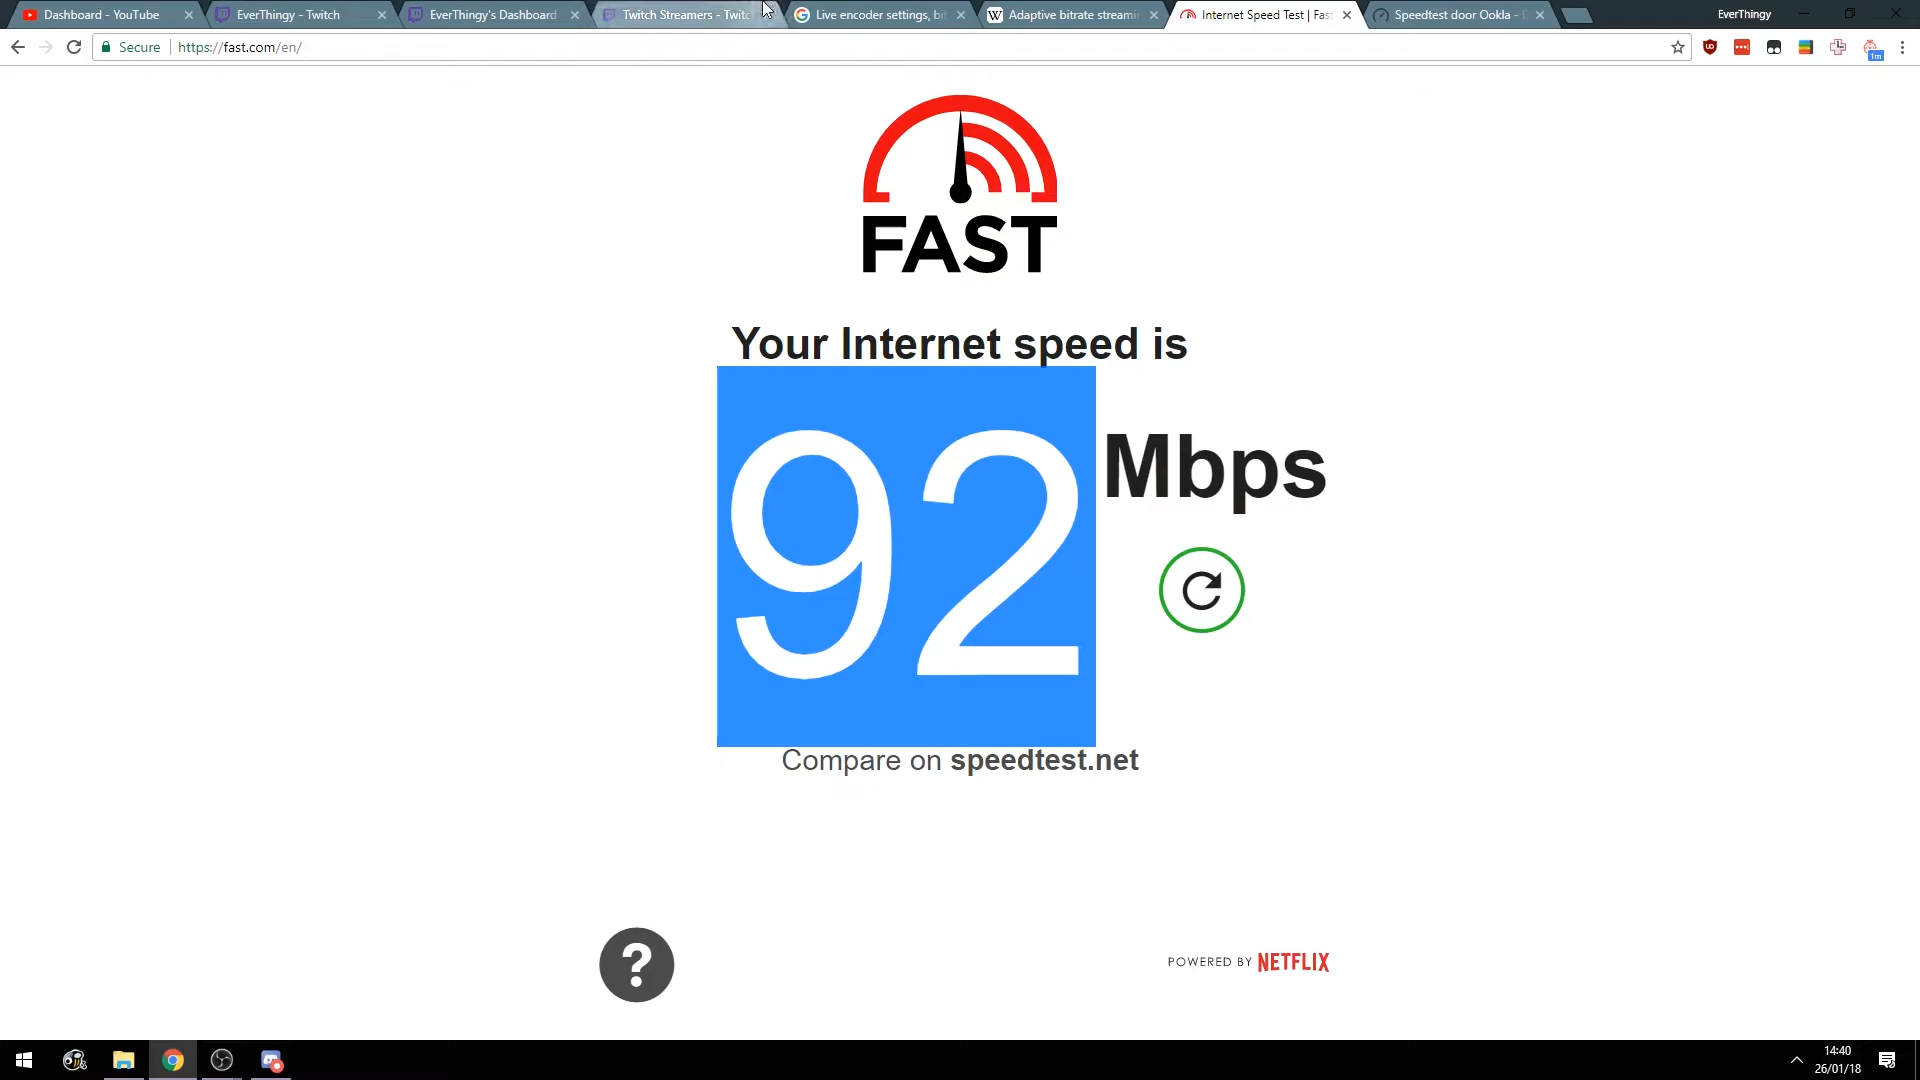 Dashboard - YouTube
EverThingy - Twitch
EverThingy's Dashboard
Twitch Streamers - Twitc
Live encoder settings, bi
Adaptive bitrate streami
Internet Speed Test | Fas
Speedtest door Ookla -
EverThingy
Secure
https://fast.com/en/
1m
FAST
Your Internet speed is
92 Mbps
Compare on speedtest.net
?
POWERED BY NETFLIX
14:40
26/01/18